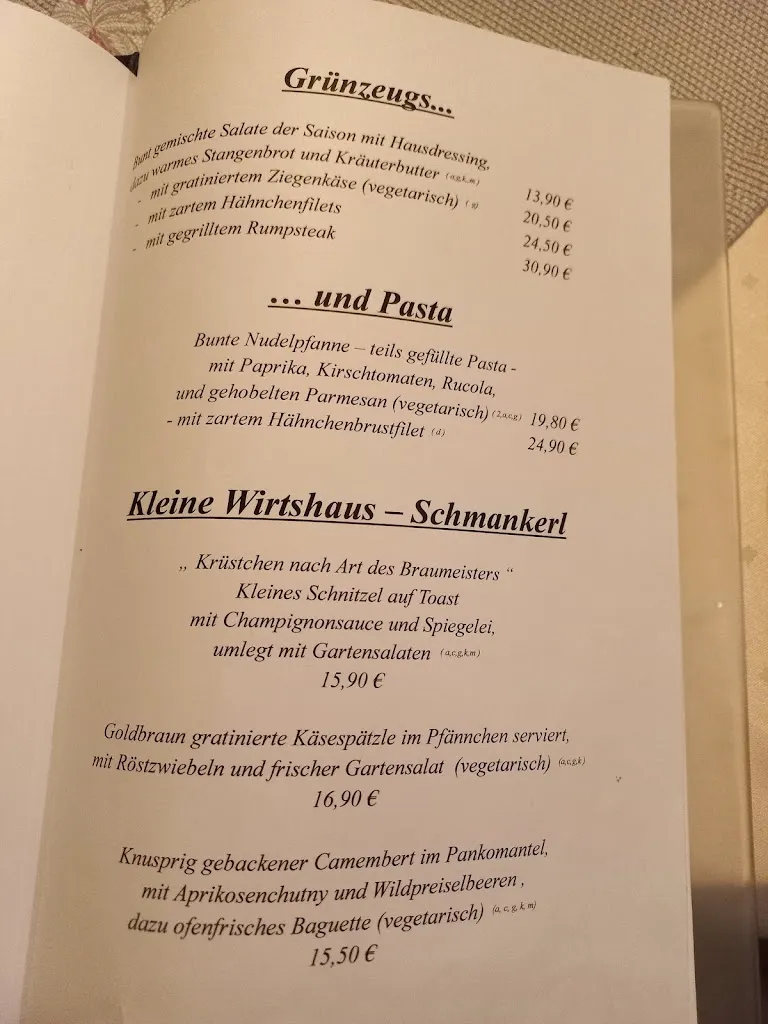 Grünzeugs...
Bunt gemischte Salate der Saison mit Hausdressing,
dazu warmes Stangenbrot und Kräuterbutter (a,g,k,m) 13,90 €
- mit gratiniertem Ziegenkäse (vegetarisch) (g) 20,50 €
- mit zartem Hähnchenfilets 24,50 €
- mit gegrilltem Rumpsteak 30,90 €
... und Pasta
Bunte Nudelpfanne – teils gefüllte Pasta -
mit Paprika, Kirschtomaten, Rucola,
und gehobelten Parmesan (vegetarisch) (2,a,c,g) 19,80 €
- mit zartem Hähnchenbrustfilet (d) 24,90 €
Kleine Wirtshaus – Schmankerl
„ Krüstchen nach Art des Braumeisters “
Kleines Schnitzel auf Toast
mit Champignonsauce und Spiegelei,
umlegt mit Gartensalaten (a,c,g,k,m)
15,90 €
Goldbraun gratinierte Käsespätzle im Pfännchen serviert,
mit Röstzwiebeln und frischer Gartensalat (vegetarisch) (a,c,g,k)
16,90 €
Knusprig gebackener Camembert im Pankomantel,
mit Aprikosenchutny und Wildpreiselbeeren ,
dazu ofenfrisches Baguette (vegetarisch) (a, c, g, k, m)
15,50 €